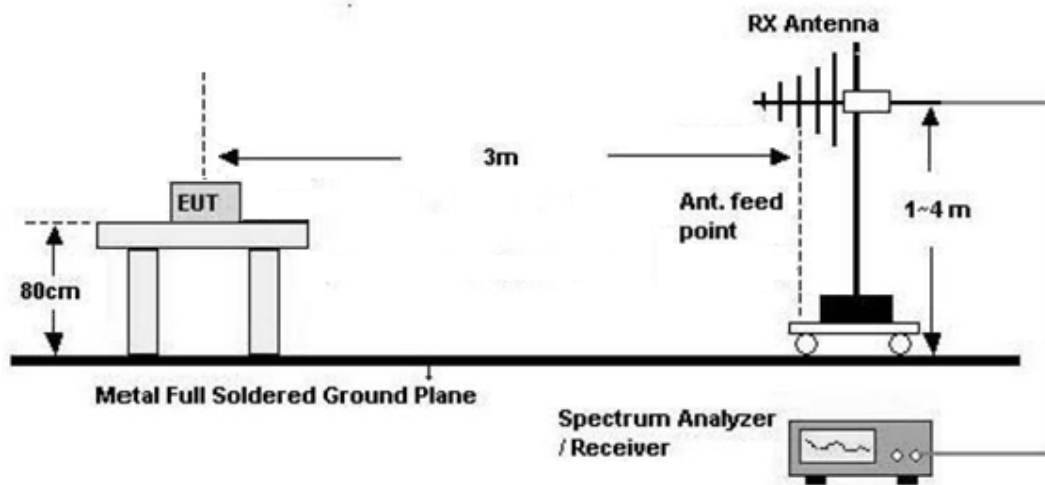 RX Antenna
3m
EUT
Ant. feed
point
1~4 m
80cm
Metal Full Soldered Ground Plane
Spectrum Analyzer
/ Receiver